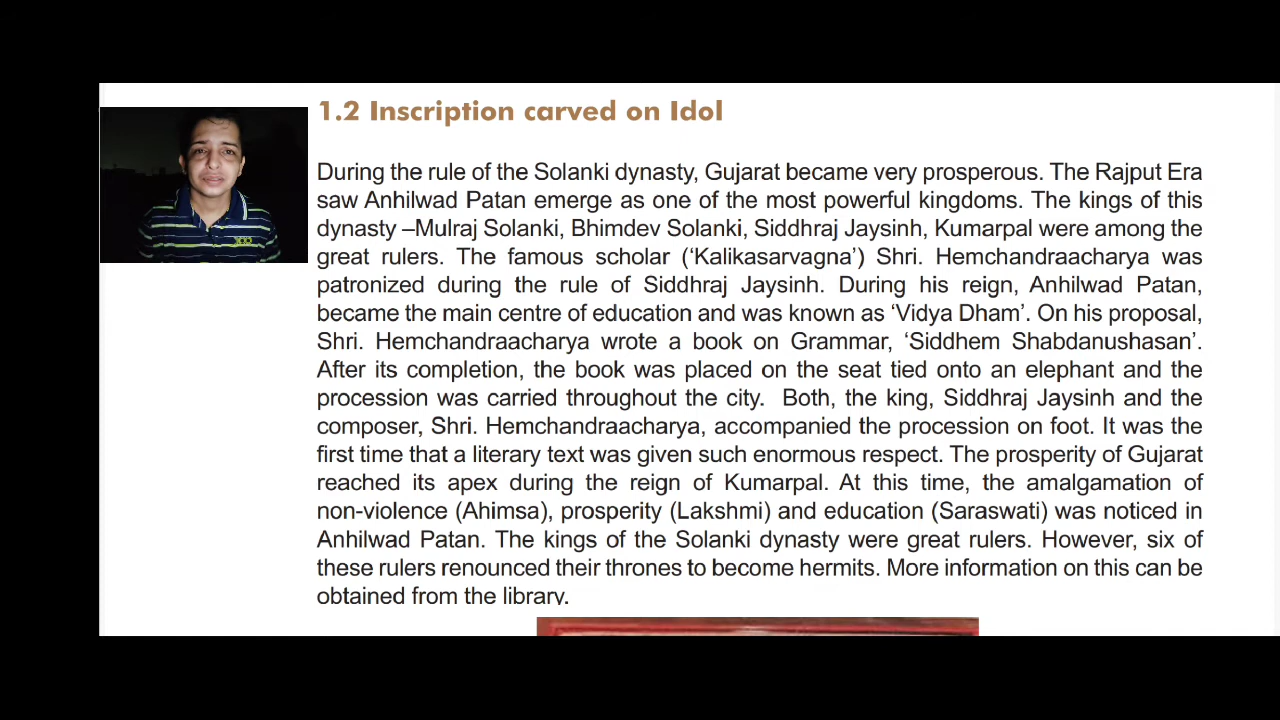 1.2 Inscription carved on Idol
During the rule of the Solanki dynasty, Gujarat became very prosperous. The Rajput Era
saw Anhilwad Patan emerge as one of the most powerful kingdoms. The kings of this
dynasty –Mulraj Solanki, Bhimdev Solanki, Siddhraj Jaysinh, Kumarpal were among the
great rulers. The famous scholar (‘Kalikasarvagna’) Shri. Hemchandraacharya was
patronized during the rule of Siddhraj Jaysinh. During his reign, Anhilwad Patan,
became the main centre of education and was known as ‘Vidya Dham’. On his proposal,
Shri. Hemchandraacharya wrote a book on Grammar, ‘Siddhem Shabdanushasan’.
After its completion, the book was placed on the seat tied onto an elephant and the
procession was carried throughout the city. Both, the king, Siddhraj Jaysinh and the
composer, Shri. Hemchandraacharya, accompanied the procession on foot. It was the
first time that a literary text was given such enormous respect. The prosperity of Gujarat
reached its apex during the reign of Kumarpal. At this time, the amalgamation of
non-violence (Ahimsa), prosperity (Lakshmi) and education (Saraswati) was noticed in
Anhilwad Patan. The kings of the Solanki dynasty were great rulers. However, six of
these rulers renounced their thrones to become hermits. More information on this can be
obtained from the library.